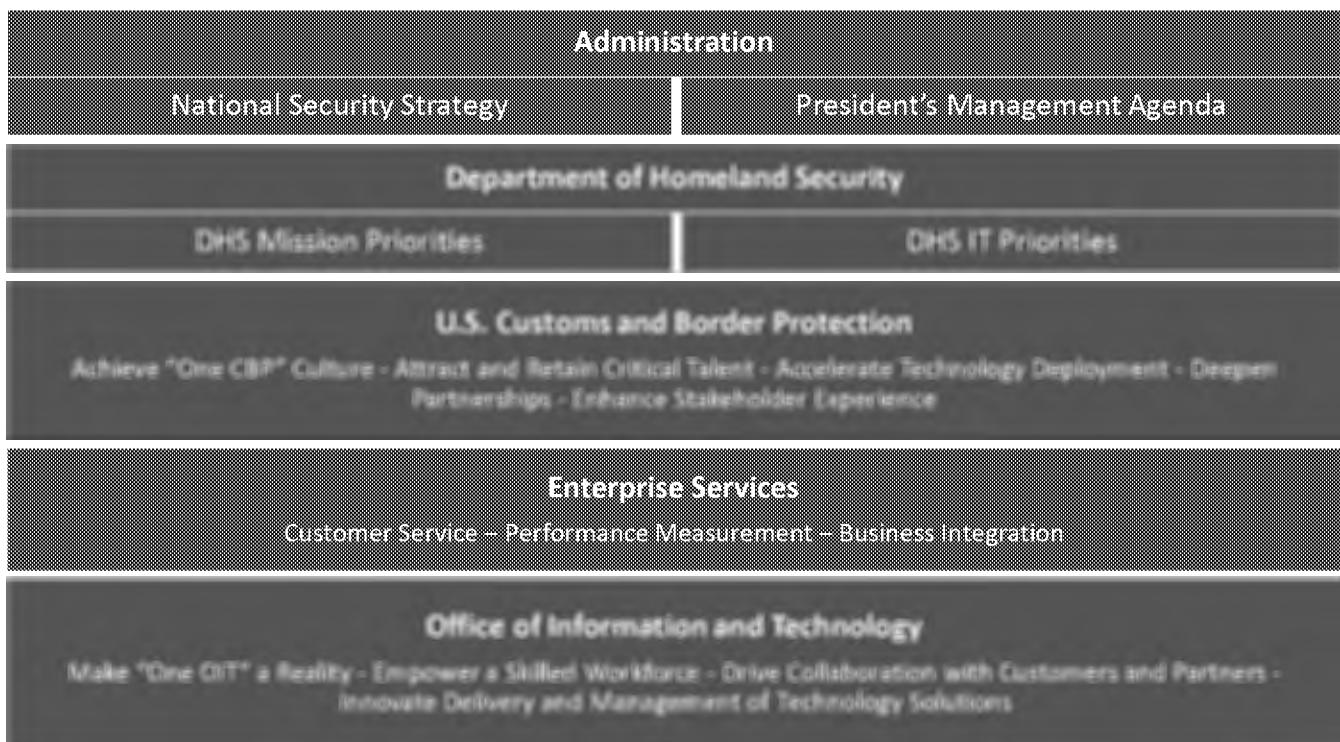 Administration
National Security Strategy
President's Management Agenda
Department of Homeland Security
DHS Mission Priorities
DHS IT Priorities
U.S. Customs and Border Protection
Achieve "One CBP" Culture - Attract and Retain Critical Talent - Accelerate Technology Deployment - Deepen
Partnerships - Enhance Stakeholder Experience
Enterprise Services
Customer Service – Performance Measurement – Business Integration
Office of Information and Technology
Make "One OIT" a Reality - Empower a Skilled Workforce - Drive Collaboration with Customers and Partners -
Innovate Delivery and Management of Technology Solutions